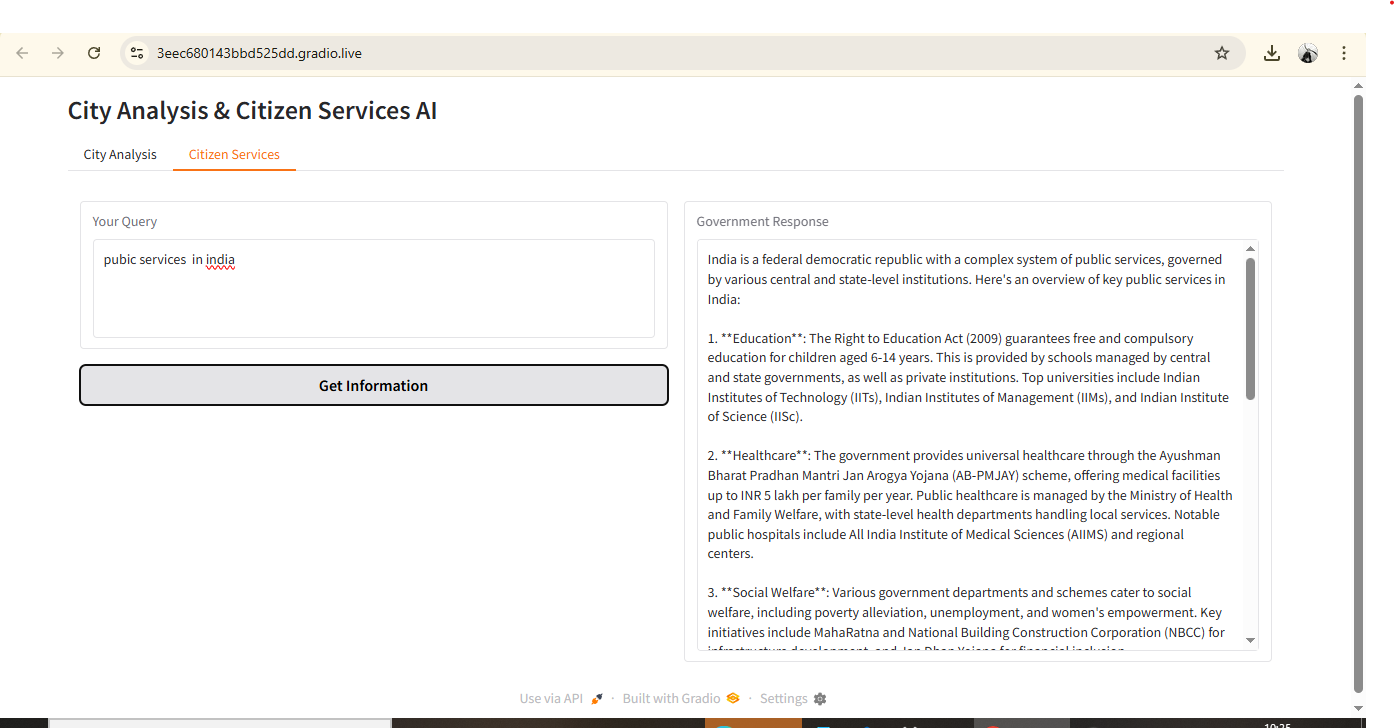 3eec680143bbd525dd.gradio.live
City Analysis & Citizen Services AI
City Analysis
Citizen Services
Your Query
pubic services  in india
Get Information
Government Response
India is a federal democratic republic with a complex system of public services, governed
by various central and state-level institutions. Here's an overview of key public services in
India:
1. **Education**: The Right to Education Act (2009) guarantees free and compulsory
education for children aged 6-14 years. This is provided by schools managed by central
and state governments, as well as private institutions. Top universities include Indian
Institutes of Technology (IITs), Indian Institutes of Management (IIMs), and Indian Institute
of Science (IISc).
2. **Healthcare**: The government provides universal healthcare through the Ayushman
Bharat Pradhan Mantri Jan Arogya Yojana (AB-PMJAY) scheme, offering medical facilities
up to INR 5 lakh per family per year. Public healthcare is managed by the Ministry of Health
and Family Welfare, with state-level health departments handling local services. Notable
public hospitals include All India Institute of Medical Sciences (AIIMS) and regional
centers.
3. **Social Welfare**: Various government departments and schemes cater to social
welfare, including poverty alleviation, unemployment, and women's empowerment. Key
initiatives include MahaRatna and National Building Construction Corporation (NBCC) for
infrastructure development, and Jan Dhan Yojana for financial inclusion.
Use via API · Built with Gradio · Settings